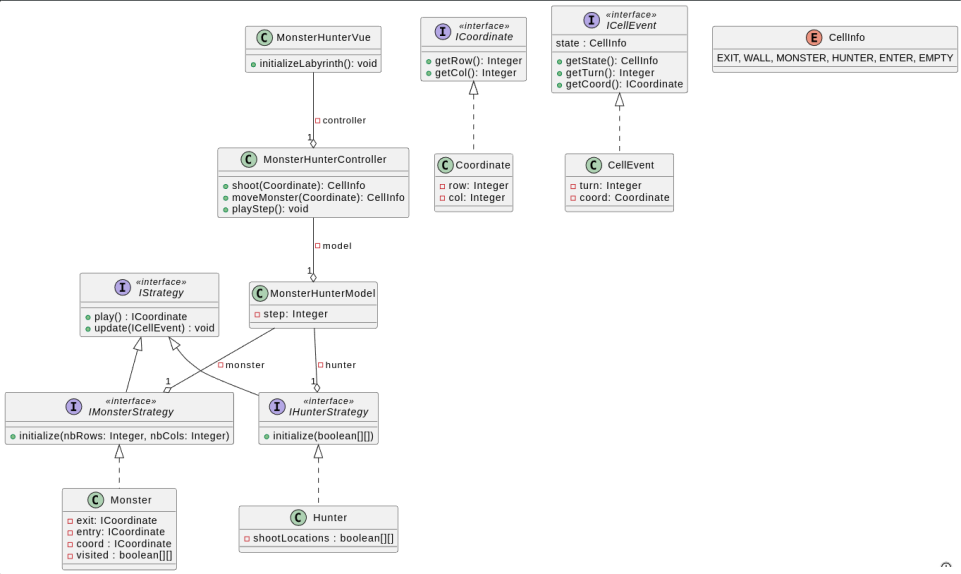 C MonsterHunterVue
initializeLabyrinth(): void
I «interface»
ICoordinate
getRow(): Integer
getCol(): Integer
I «interface»
ICellEvent
state : CellInfo
getState(): CellInfo
getTurn(): Integer
getCoord(): ICoordinate
E CellInfo
EXIT, WALL, MONSTER, HUNTER, ENTER, EMPTY
controller
1
C MonsterHunterController
shoot(Coordinate): CellInfo
moveMonster(Coordinate): CellInfo
playStep(): void
C Coordinate
row: Integer
col: Integer
C CellEvent
turn: Integer
coord: Coordinate
model
1
I «interface»
IStrategy
play() : ICoordinate
update(ICellEvent) : void
C MonsterHunterModel
step: Integer
monster
hunter
1
1
I «interface»
IMonsterStrategy
initialize(nbRows: Integer, nbCols: Integer)
I «interface»
IHunterStrategy
initialize(boolean[][])
C Monster
exit: ICoordinate
entry: ICoordinate
coord : ICoordinate
visited : boolean[][]
C Hunter
shootLocations : boolean[][]